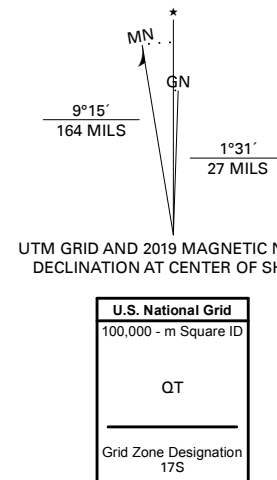 ★
MN
GN
9°15´
164 MILS
1°31´
27 MILS
UTM GRID AND 2019 MAGNETIC
DECLINATION AT CENTER OF
U.S. National Grid
100,000 - m Square ID
QT
Grid Zone Designation
17S